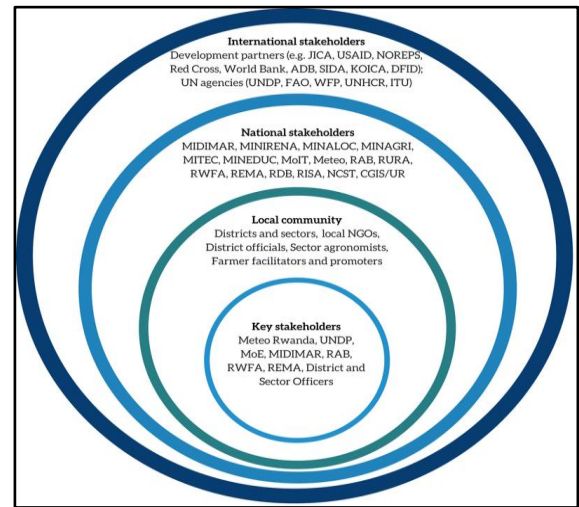 International stakeholders
Development partners (e.g. JICA, USAID, NOREPS,
Red Cross, World Bank, ADB, SIDA, KOICA, DFID);
UN agencies (UNDP, FAO, WFP, UNHCR, ITU)
National stakeholders
MIDIMAR, MINIRENA, MINALOC, MINAGRI,
MITEC, MINEDUC, MoIT, Meteo, RAB, RURA,
RWFA, REMA, RDB, RISA, NCST, CGIS/UR
Local community
Districts and sectors, local NGOs,
District officials, Sector agronomists,
Farmer facilitators and promoters
Key stakeholders
Meteo Rwanda, UNDP,
MoE, MIDIMAR, RAB,
RWFA, REMA, District and
Sector Officers